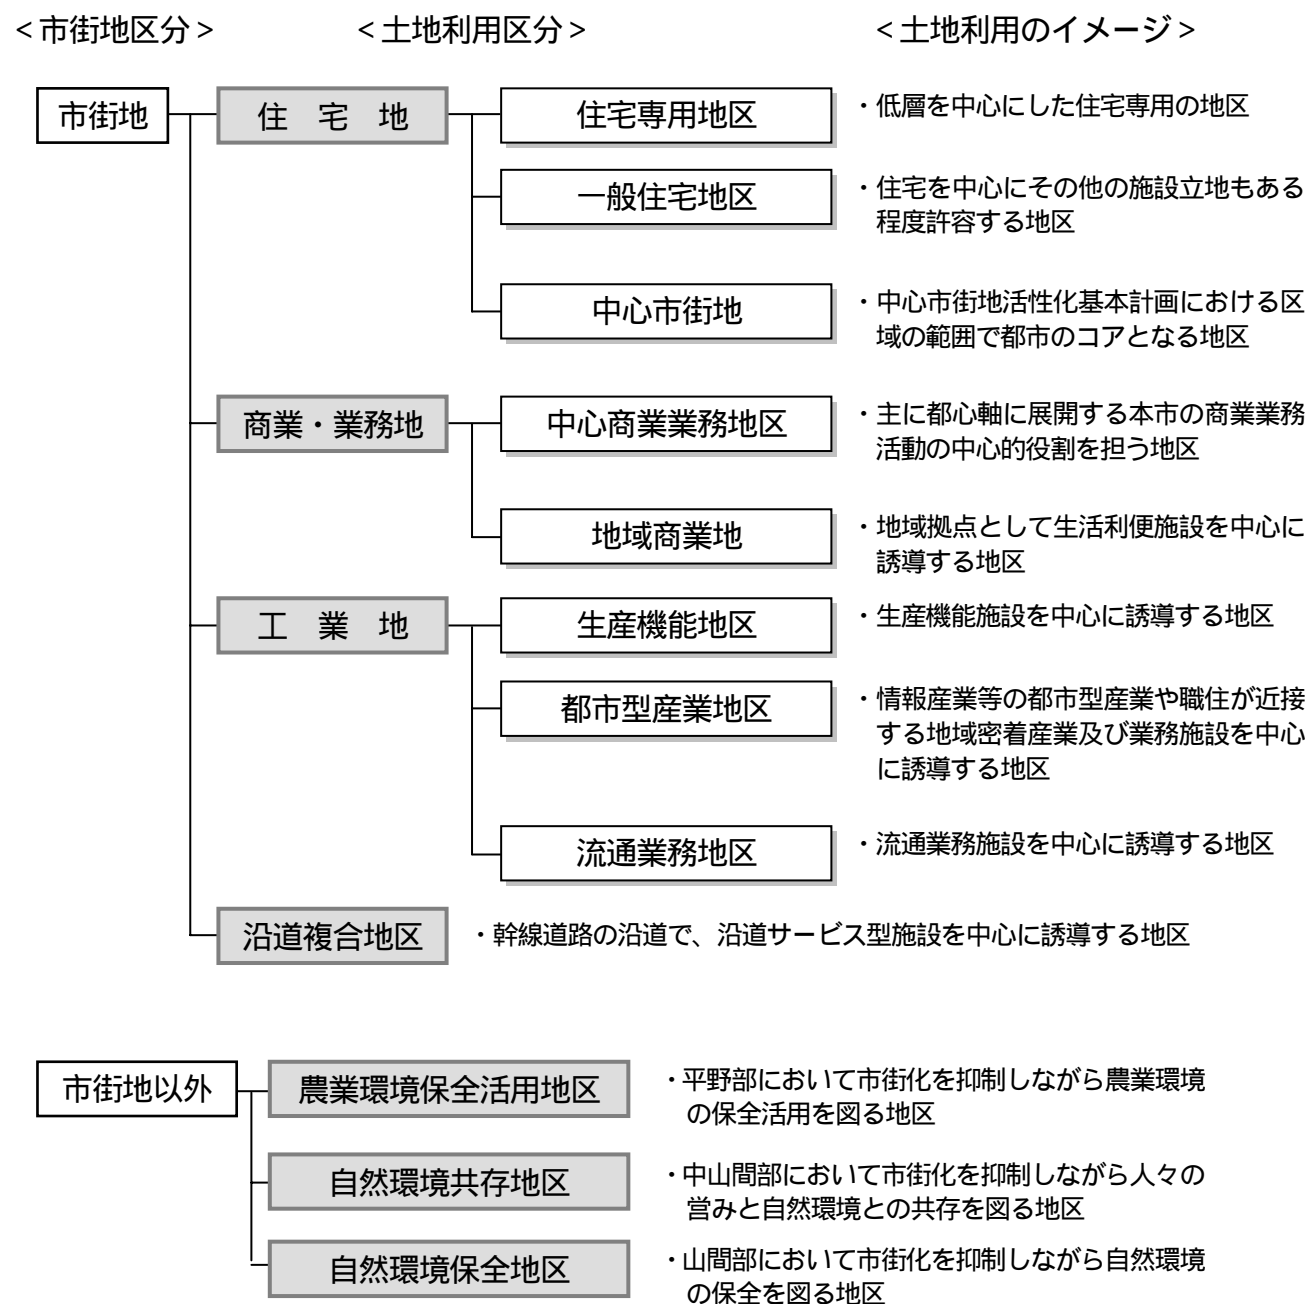 <市街地区分> <土地利用区分> <土地利用のイメージ>
市街地 住 宅 地 住宅専用地区 ・低層を中心にした住宅専用の地区
一般住宅地区 ・住宅を中心にその他の施設立地もある
程度許容する地区
中心市街地 ・中心市街地活性化基本計画における区
域の範囲で都市のコアとなる地区
商業・業務地 中心商業業務地区 ・主に都心軸に展開する本市の商業業務
活動の中心的役割を担う地区
地域商業地 ・地域拠点として生活利便施設を中心に
誘導する地区
工 業 地 生産機能地区 ・生産機能施設を中心に誘導する地区
都市型産業地区 ・情報産業等の都市型産業や職住が近接
する地域密着産業及び業務施設を中心
に誘導する地区
流通業務地区 ・流通業務施設を中心に誘導する地区
沿道複合地区 ・幹線道路の沿道で、沿道サービス型施設を中心に誘導する地区
市街地以外 農業環境保全活用地区 ・平野部において市街化を抑制しながら農業環境
の保全活用を図る地区
自然環境共存地区 ・中山間部において市街化を抑制しながら人々の
営みと自然環境との共存を図る地区
自然環境保全地区 ・山間部において市街化を抑制しながら自然環境
の保全を図る地区